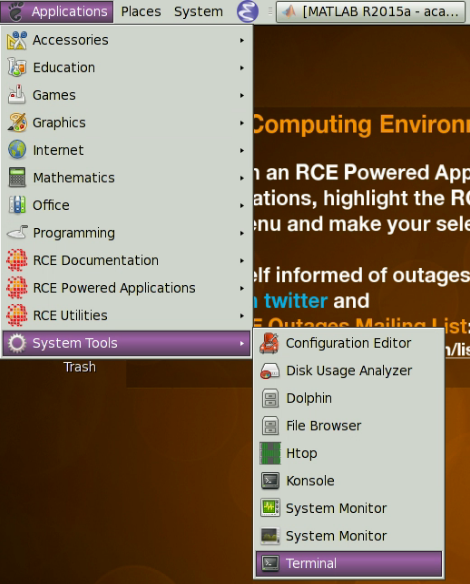 Applications Places System [MATLAB R2015a - aca...
Accessories
Education
Games
Graphics
Internet
Mathematics
Office
Programming
RCE Documentation
RCE Powered Applications
RCE Utilities
System Tools
Trash
Computing Environ
an RCE Powered App
ations, highlight the RC
enu and make your sele
elf informed of outages
twitter and
Outages Mailing List:
Configuration Editor
Disk Usage Analyzer
Dolphin
File Browser
Htop
Konsole
System Monitor
System Monitor
Terminal